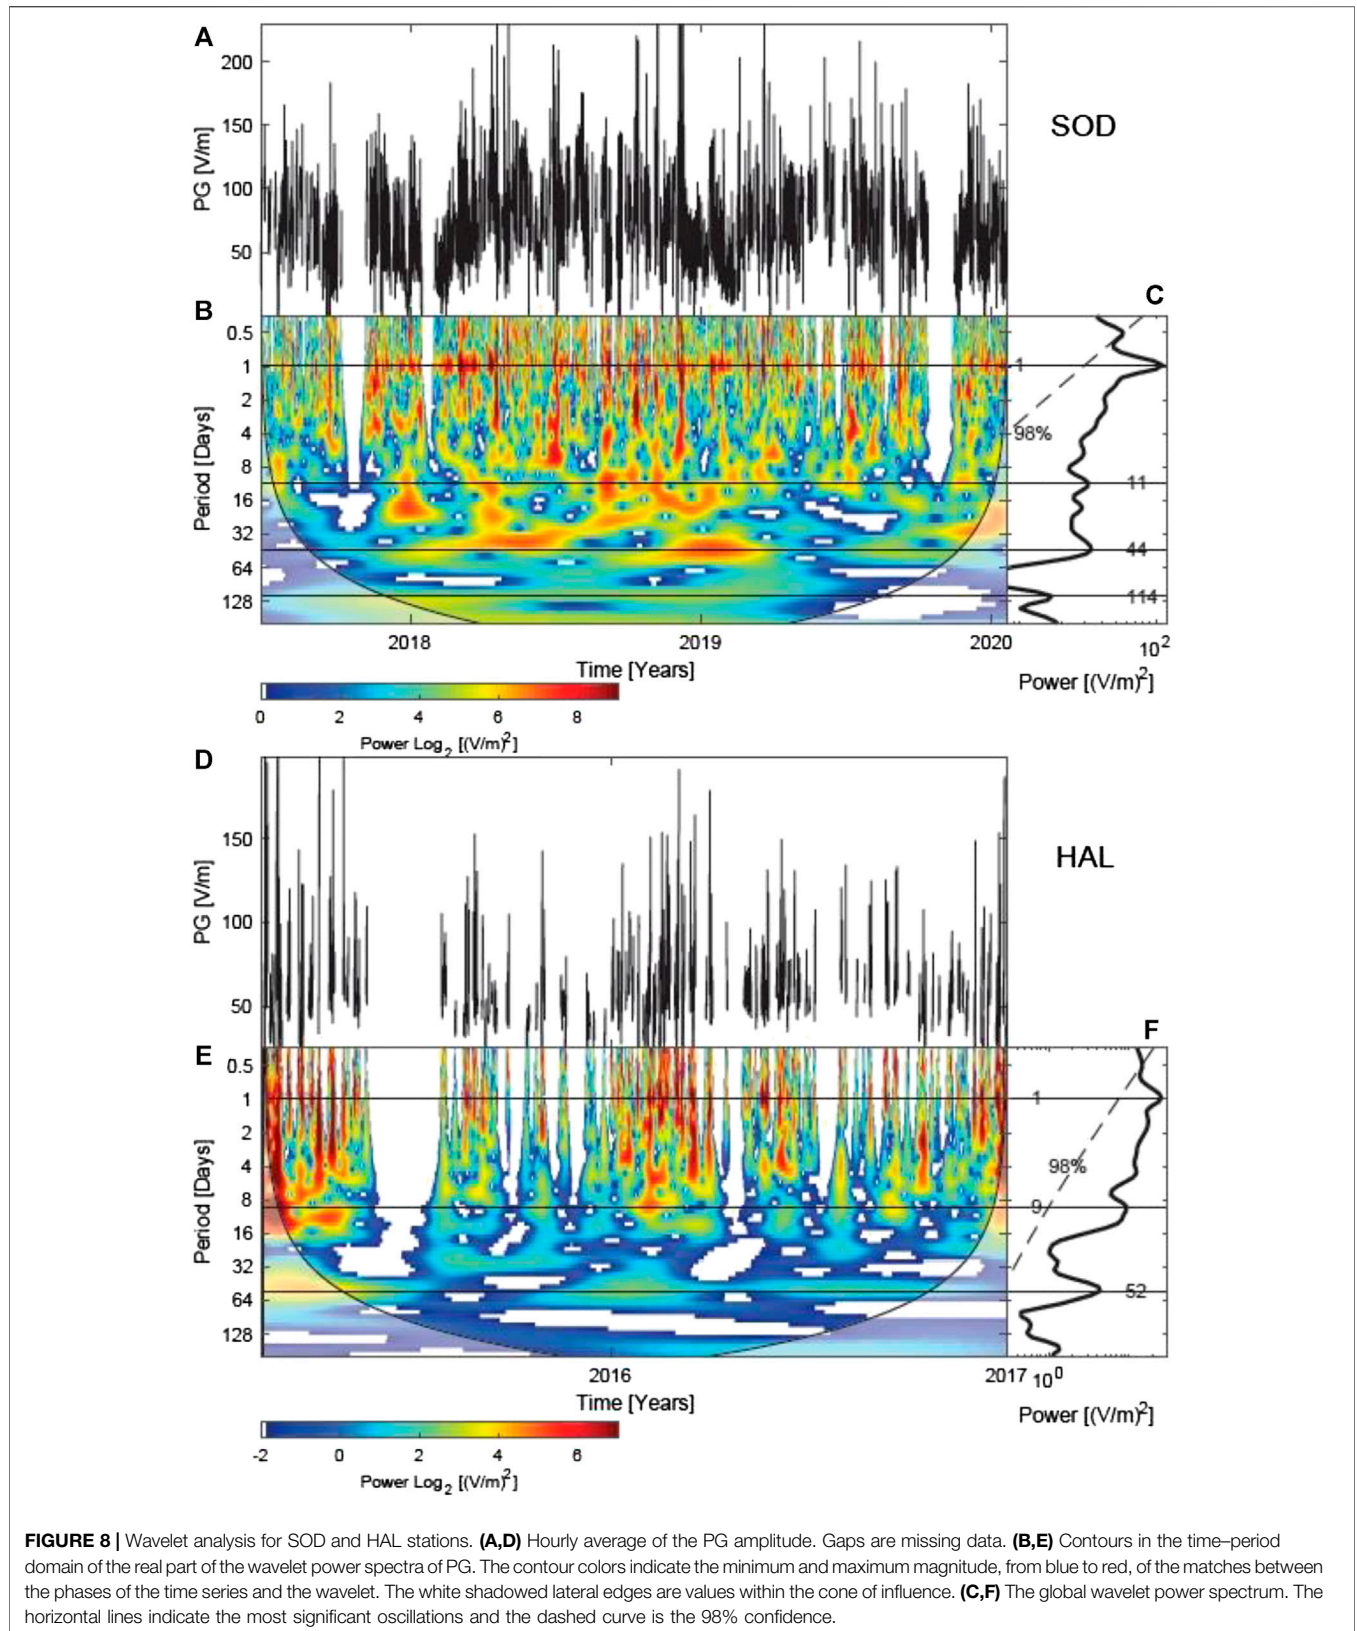 A
200
150
100
50
PG [V/m]
SOD
B
C
0.5
1
2
4
8
16
32
64
128
Period [Days]
1
98%
11
44
114
2018
2019
2020
10²
Time [Years]
Power [(V/m)²]
0 2 4 6 8
Power Log₂ [(V/m)²]
D
150
100
50
PG [V/m]
HAL
E
F
0.5
1
2
4
8
16
32
64
128
Period [Days]
1
98%
9
52
2016
2017
10⁰
Time [Years]
Power [(V/m)²]
-2 0 2 4 6
Power Log₂ [(V/m)²]
FIGURE 8 | Wavelet analysis for SOD and HAL stations. (A,D) Hourly average of the PG amplitude. Gaps are missing data. (B,E) Contours in the time–period
domain of the real part of the wavelet power spectra of PG. The contour colors indicate the minimum and maximum magnitude, from blue to red, of the matches between
the phases of the time series and the wavelet. The white shadowed lateral edges are values within the cone of influence. (C,F) The global wavelet power spectrum. The
horizontal lines indicate the most significant oscillations and the dashed curve is the 98% confidence.